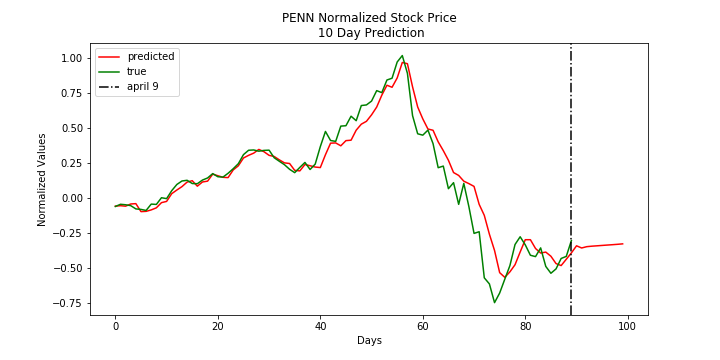 PENN Normalized Stock Price
10 Day Prediction
predicted
true
april 9
1.00
0.75
0.50
0.25
0.00
−0.25
−0.50
−0.75
Normalized Values
0 20 40 60 80 100
Days